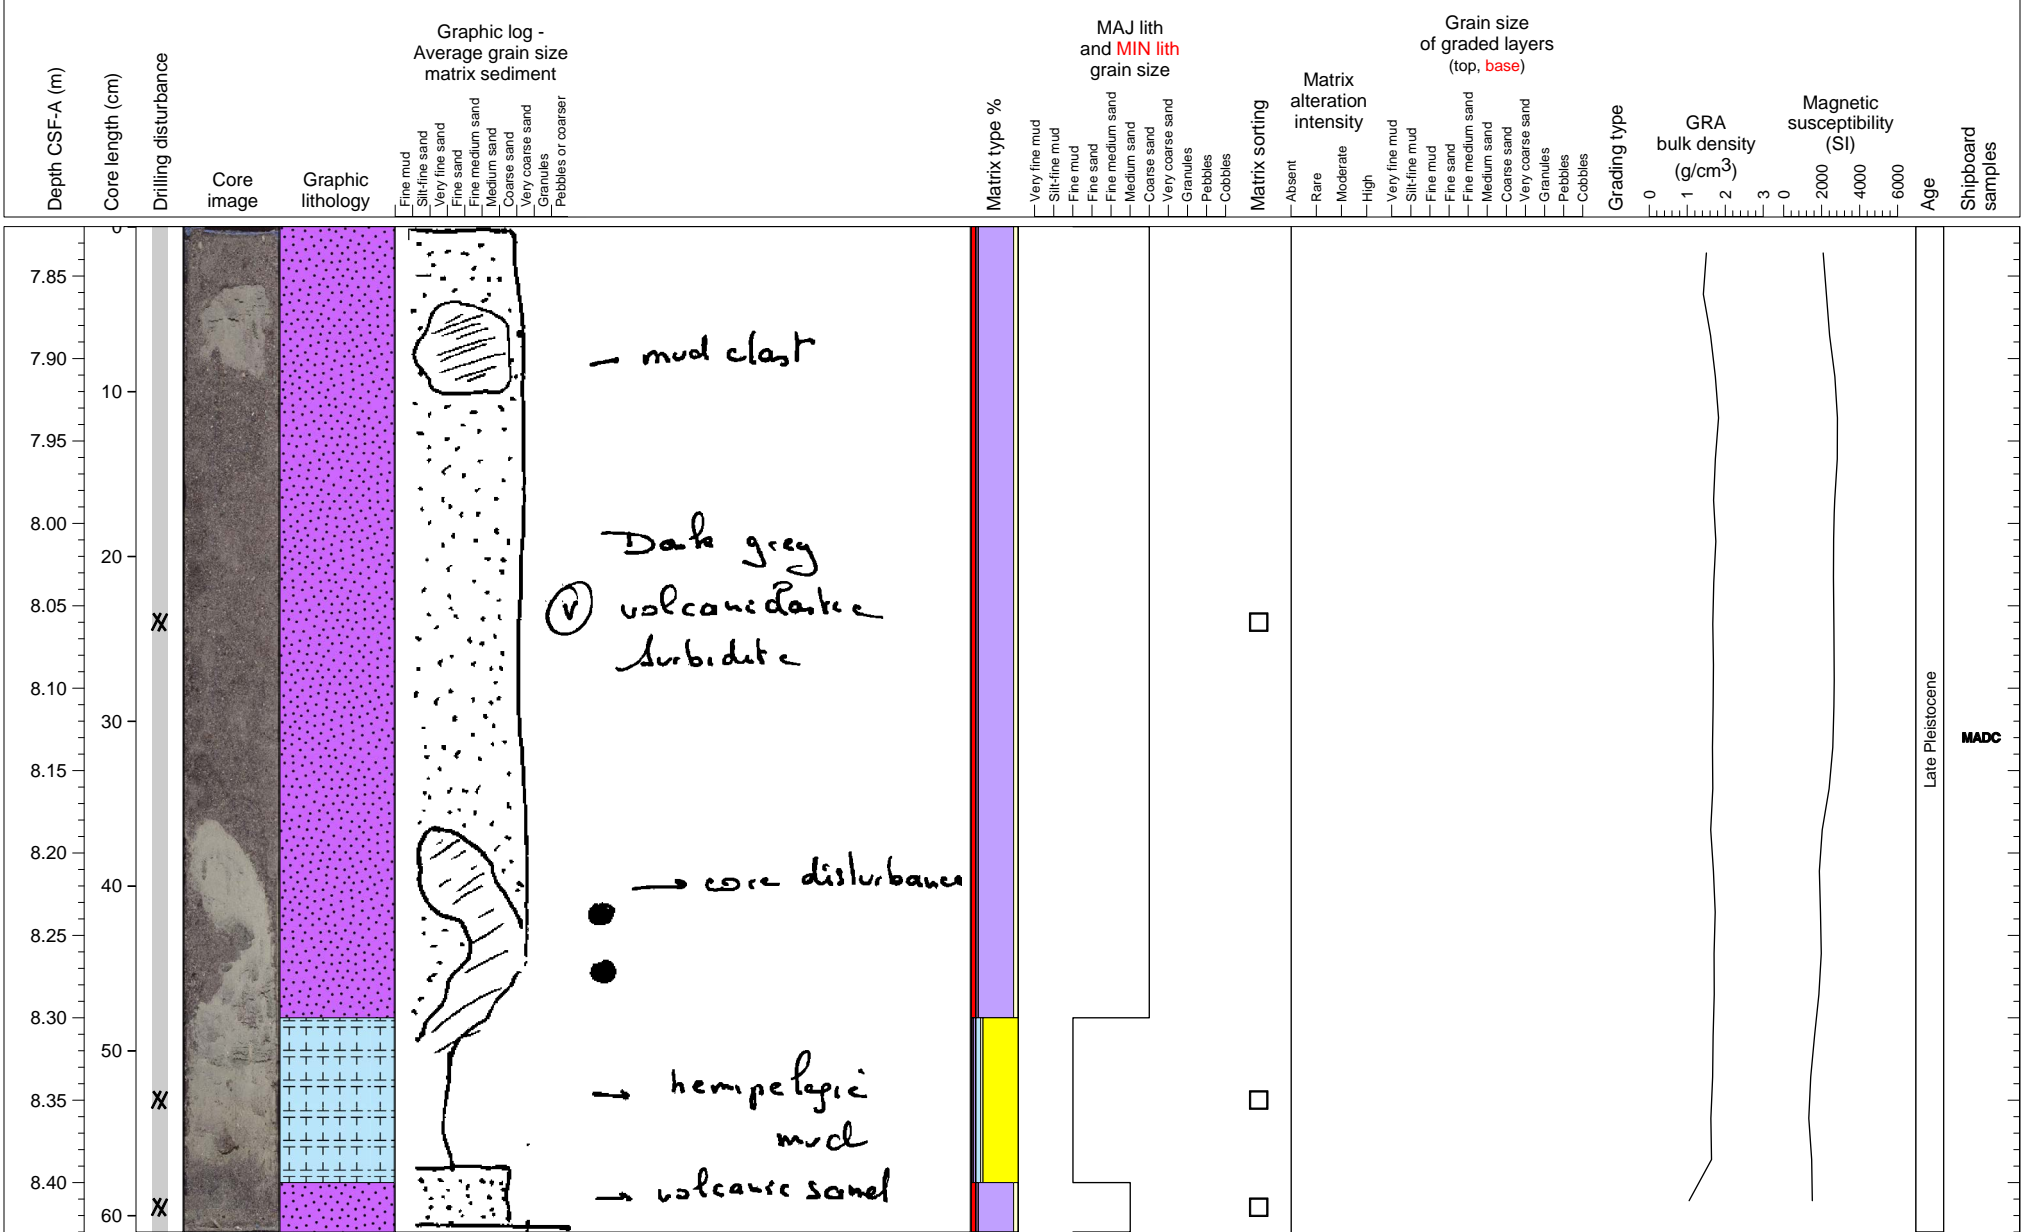 Depth CSF-A (m)
Core length (cm)
Drilling disturbance
Core
image
Graphic
lithology
Graphic log -
Average grain size
matrix sediment
Fine mud
Silt-fine sand
Very fine sand
Fine sand
Fine medium sand
Medium sand
Coarse sand
Very coarse sand
Granules
Pebbles or coarser
Matrix type %
MAJ lith
and MIN lith
grain size
Very fine mud
Silt-fine mud
Fine mud
Fine sand
Fine medium sand
Medium sand
Coarse sand
Very coarse sand
Granules
Pebbles
Cobbles
Matrix sorting
Matrix
alteration
intensity
Absent
Rare
Moderate
High
Grain size
of graded layers
(top, base)
Very fine mud
Silt-fine mud
Fine mud
Fine sand
Fine medium sand
Medium sand
Coarse sand
Very coarse sand
Granules
Pebbles
Cobbles
Grading type
GRA
bulk density
(g/cm3)
0 1 2 3
Magnetic
susceptibility
(SI)
0 2000 4000 6000
Age
Shipboard
samples
0
7.85
7.90
10
7.95
8.00
20
8.05
8.10
30
8.15
8.20
40
8.25
8.30
50
8.35
8.40
60
mud clast
Dark grey
V volcaniclastic
turbidite
core disturbance
hemipelagic
mud
volcanic sand
Late Pleistocene
MADC